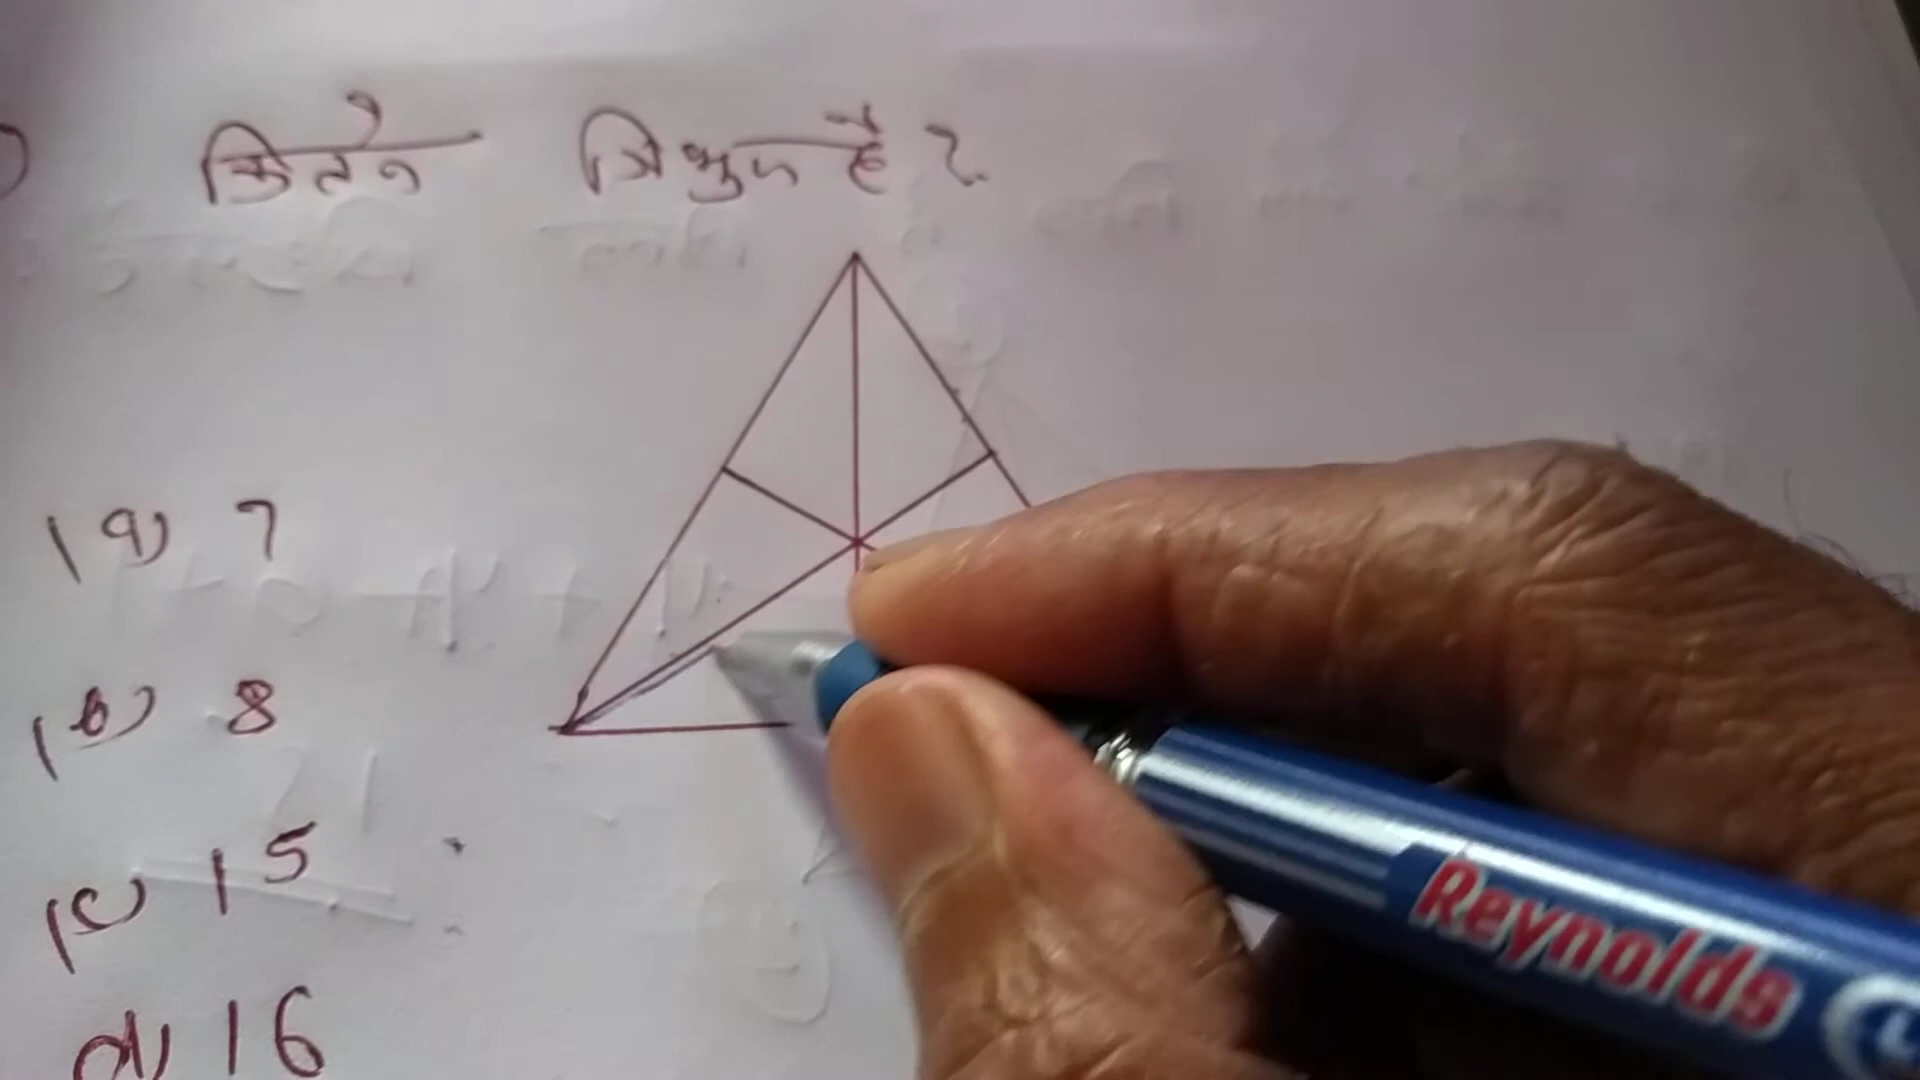 कितने त्रिभुज हैं ?
(a) 7
(b) 8
(c) 15
(d) 16
Reynolds